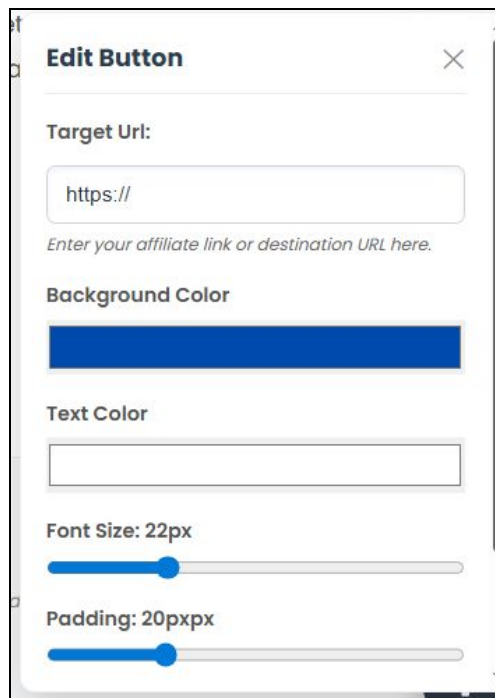 Edit Button
Target Url:
https://
Enter your affiliate link or destination URL here.
Background Color
Text Color
Font Size: 22px
Padding: 20pxpx